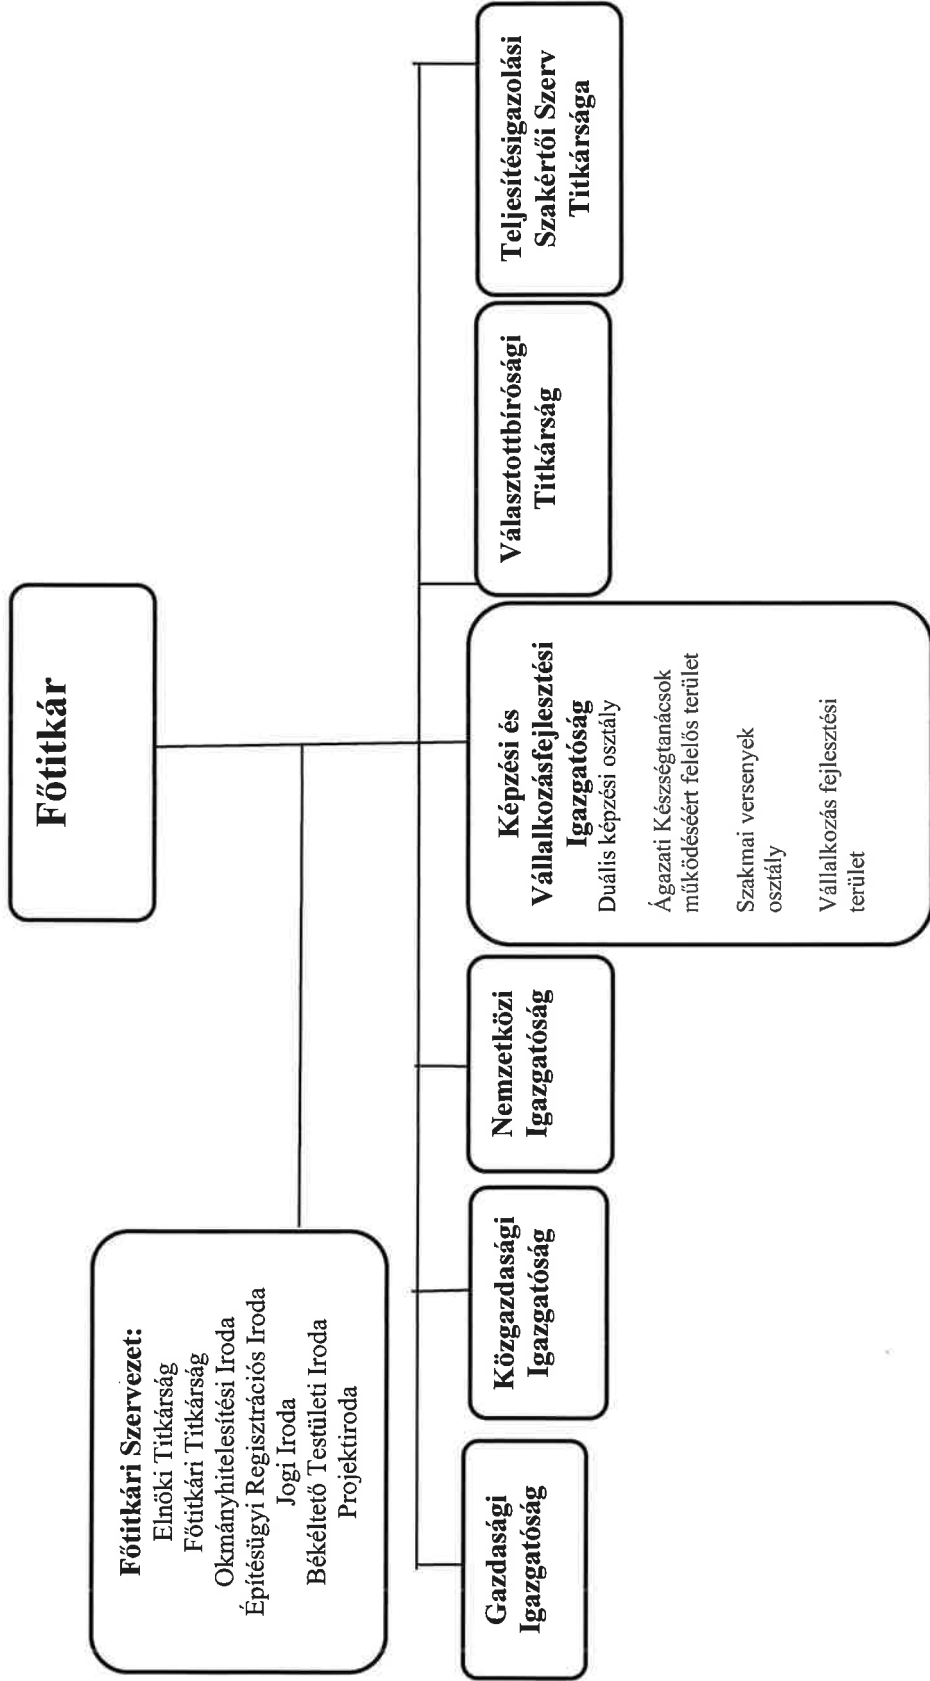 Főtitkár
Főtitkári Szervezet:
Elnöki Titkárság
Főtitkári Titkárság
Okmányhitelesítési Iroda
Építésügyi Regisztrációs Iroda
Jogi Iroda
Békéltető Testületi Iroda
Projektiroda
Gazdasági
Igazgatóság
Közgazdasági
Igazgatóság
Nemzetközi
Igazgatóság
Képzési és
Vállalkozásfejlesztési
Igazgatóság
Duális képzési osztály
Ágazati Készségtanácsok
működéséért felelős terület
Szakmai versenyek
osztály
Vállalkozás fejlesztési
terület
Választottbírósági
Titkárság
Teljesítésigazolási
Szakértői Szerv
Titkársága